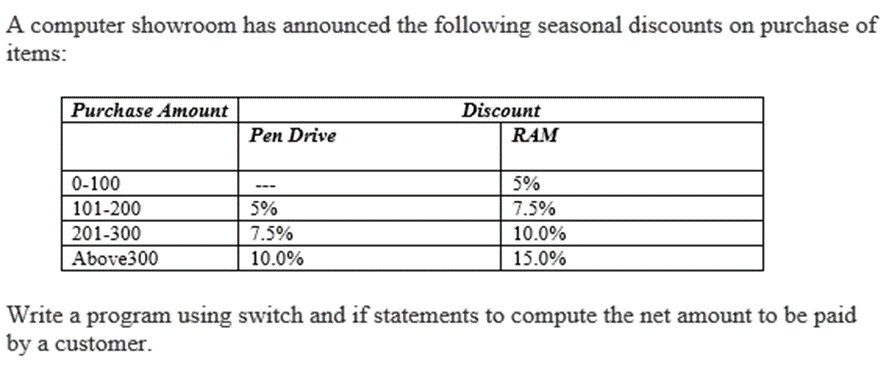 A computer showroom has announced the following seasonal discounts on purchase of
items:
Purchase Amount Discount
Pen Drive RAM
0-100 --- 5%
101-200 5% 7.5%
201-300 7.5% 10.0%
Above300 10.0% 15.0%
Write a program using switch and if statements to compute the net amount to be paid
by a customer.